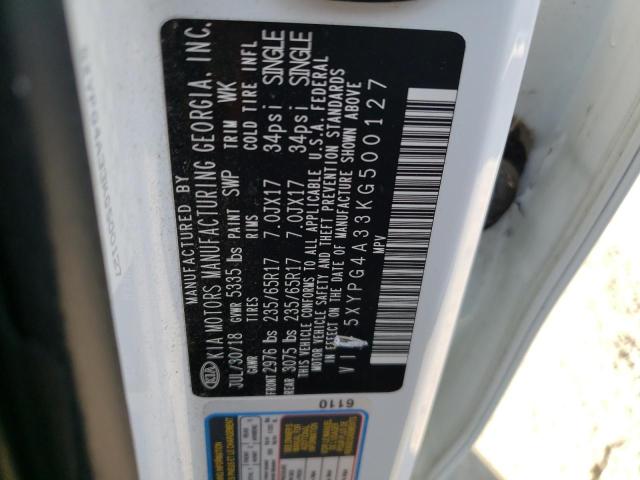 MANUFACTURED BY
KIA MOTORS MANUFACTURING GEORGIA, INC.
JUL/30/18 GVWR 5335 lbs PAINT SWP TRIM WK
GAWR TIRES RIMS COLD TIRE INFL
FRONT 2976 lbs 235/65R17 7.0JX17 34psi SINGLE
REAR 3075 lbs 235/65R17 7.0JX17 34psi SINGLE
THIS VEHICLE CONFORMS TO ALL APPLICABLE U.S.A. FEDERAL
MOTOR VEHICLE SAFETY AND THEFT PREVENTION STANDARDS
IN EFFECT ON THE DATE OF MANUFACTURE SHOWN ABOVE
5XYPG4A33KG500127
MPV
6110